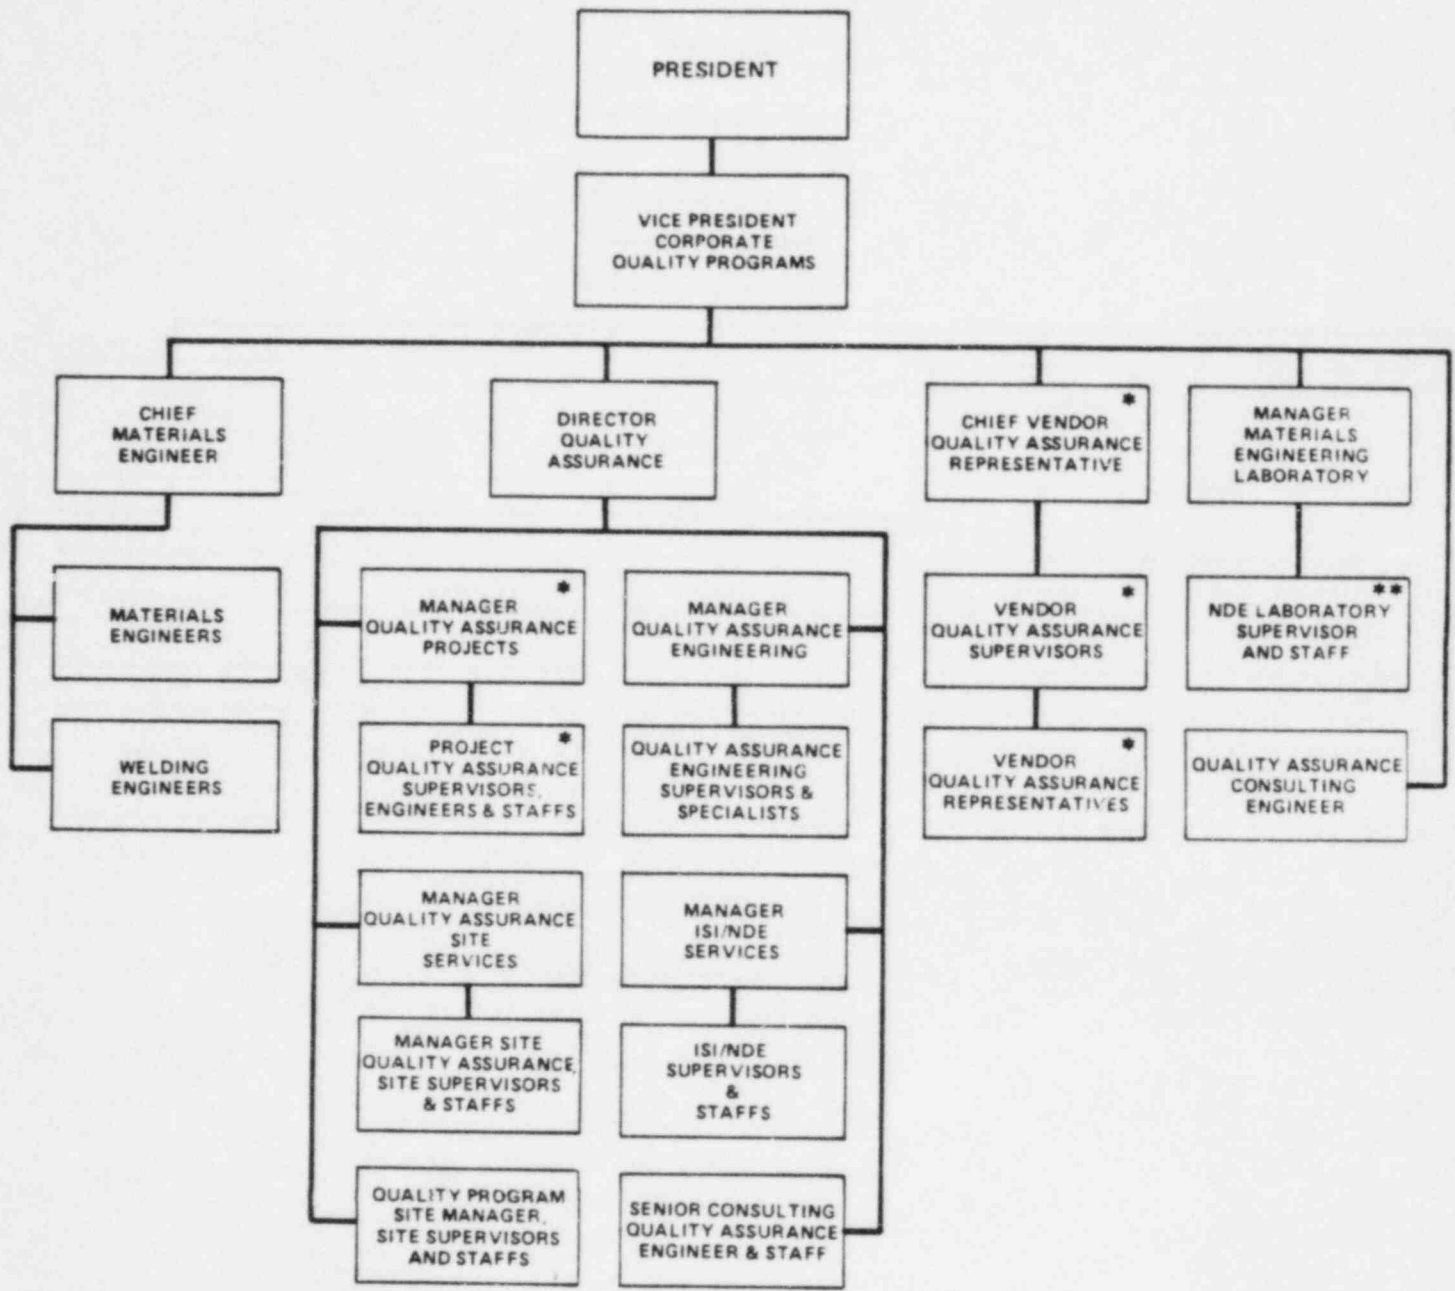 PRESIDENT
VICE PRESIDENT
CORPORATE
QUALITY PROGRAMS
CHIEF
MATERIALS
ENGINEER
DIRECTOR
QUALITY
ASSURANCE
*
CHIEF VENDOR
QUALITY ASSURANCE
REPRESENTATIVE
MANAGER
MATERIALS
ENGINEERING
LABORATORY
MATERIALS
ENGINEERS
*
MANAGER
QUALITY ASSURANCE
PROJECTS
MANAGER
QUALITY ASSURANCE
ENGINEERING
*
VENDOR
QUALITY ASSURANCE
SUPERVISORS
**
NDE LABORATORY
SUPERVISOR
AND STAFF
WELDING
ENGINEERS
*
PROJECT
QUALITY ASSURANCE
SUPERVISORS,
ENGINEERS & STAFFS
QUALITY ASSURANCE
ENGINEERING
SUPERVISORS &
SPECIALISTS
*
VENDOR
QUALITY ASSURANCE
REPRESENTATIVES
QUALITY ASSURANCE
CONSULTING
ENGINEER
MANAGER
QUALITY ASSURANCE
SITE
SERVICES
MANAGER
ISI/NDE
SERVICES
MANAGER SITE
QUALITY ASSURANCE,
SITE SUPERVISORS
& STAFFS
ISI/NDE
SUPERVISORS
&
STAFFS
QUALITY PROGRAM
SITE MANAGER,
SITE SUPERVISORS
AND STAFFS
SENIOR CONSULTING
QUALITY ASSURANCE
ENGINEER & STAFF